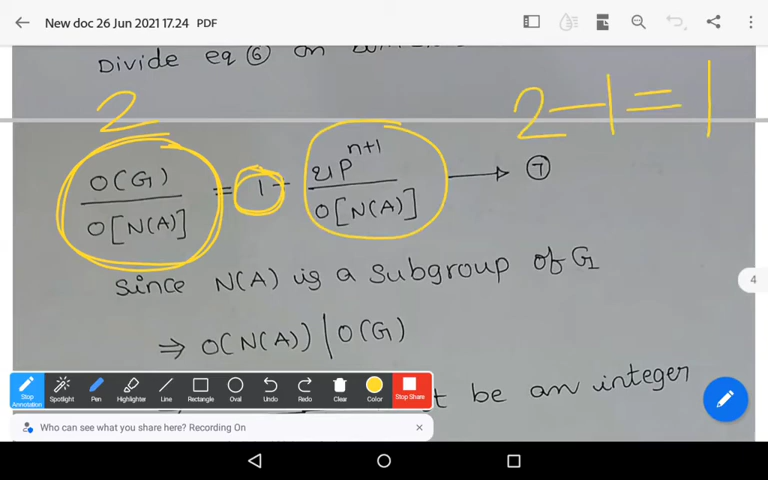 New doc 26 Jun 2021 17.24 PDF
Divide eq ⑥ on
2
2-1=1
O(G) / O[N(A)] = 1 + up^{n+1} / O[N(A)] → ⑦
Since N(A) is a subgroup of G
⇒ O(N(A)) | O(G)
be an integer
4
Stop Annotation Spotlight Pen Highlighter Line Rectangle Oval Undo Redo Clear Color Stop Share
Who can see what you share here? Recording On